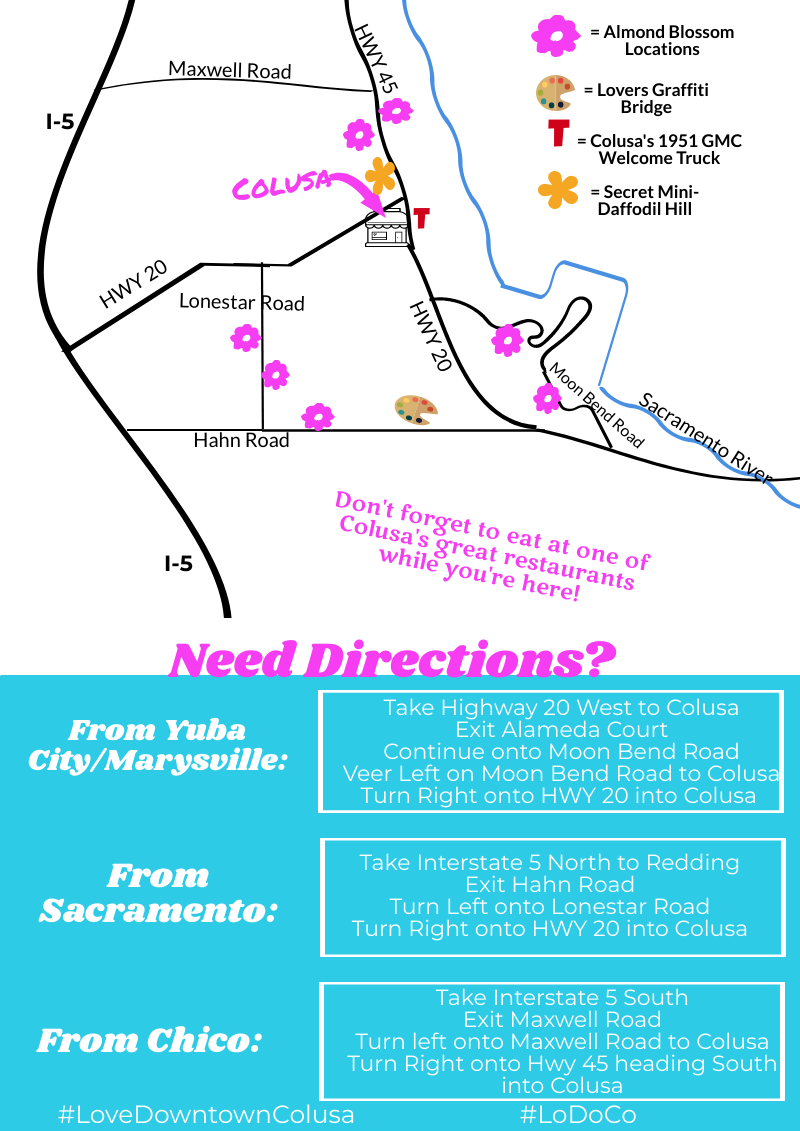 HWY 45
Maxwell Road
I-5
COLUSA
= Almond Blossom
Locations
= Lovers Graffiti
Bridge
= Colusa's 1951 GMC
Welcome Truck
= Secret Mini-
Daffodil Hill
HWY 20
Lonestar Road
HWY 20
Moon Bend Road
Sacramento River
Hahn Road
I-5
Don't forget to eat at one of
Colusa's great restaurants
while you're here!
Need Directions?
From Yuba
City/Marysville:
Take Highway 20 West to Colusa
Exit Alameda Court
Continue onto Moon Bend Road
Veer Left on Moon Bend Road to Colusa
Turn Right onto HWY 20 into Colusa
From
Sacramento:
Take Interstate 5 North to Redding
Exit Hahn Road
Turn Left onto Lonestar Road
Turn Right onto HWY 20 into Colusa
From Chico:
Take Interstate 5 South
Exit Maxwell Road
Turn left onto Maxwell Road to Colusa
Turn Right onto Hwy 45 heading South
into Colusa
#LoveDowntownColusa
#LoDoCo